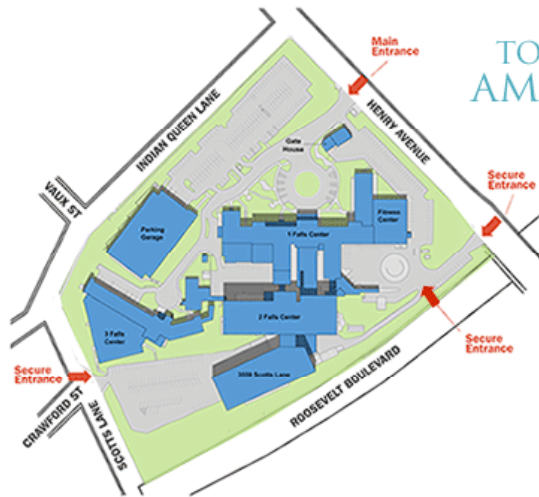 TO
AM
Main
Entrance
INDIAN QUEEN LANE
HENRY AVENUE
Gate
House
VAUX ST
Secure
Entrance
Parking
Garage
Fitness
Center
1 Falls Center
3 Falls
Center
2 Falls Center
Secure
Entrance
Secure
Entrance
Scotts Lane
ROOSEVELT BOULEVARD
CRAWFORD ST
SCOTTS LANE